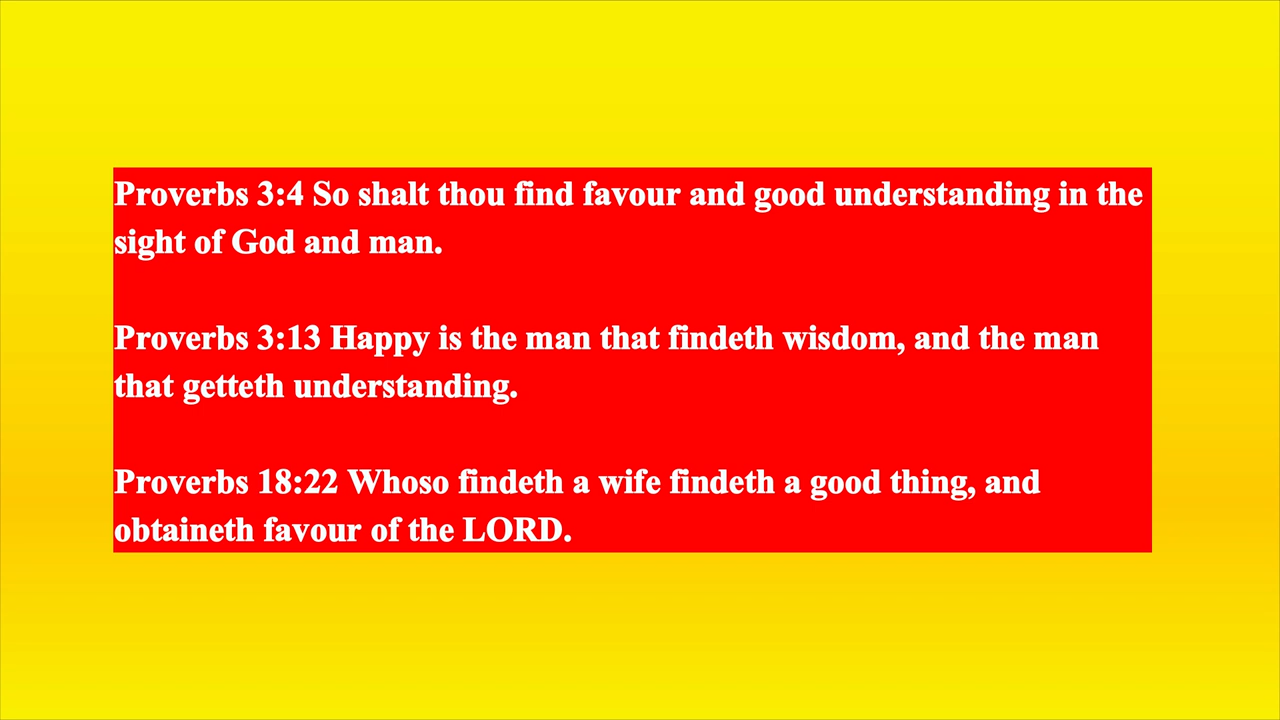 Proverbs 3:4 So shalt thou find favour and good understanding in the
sight of God and man.
Proverbs 3:13 Happy is the man that findeth wisdom, and the man
that getteth understanding.
Proverbs 18:22 Whoso findeth a wife findeth a good thing, and
obtaineth favour of the LORD.